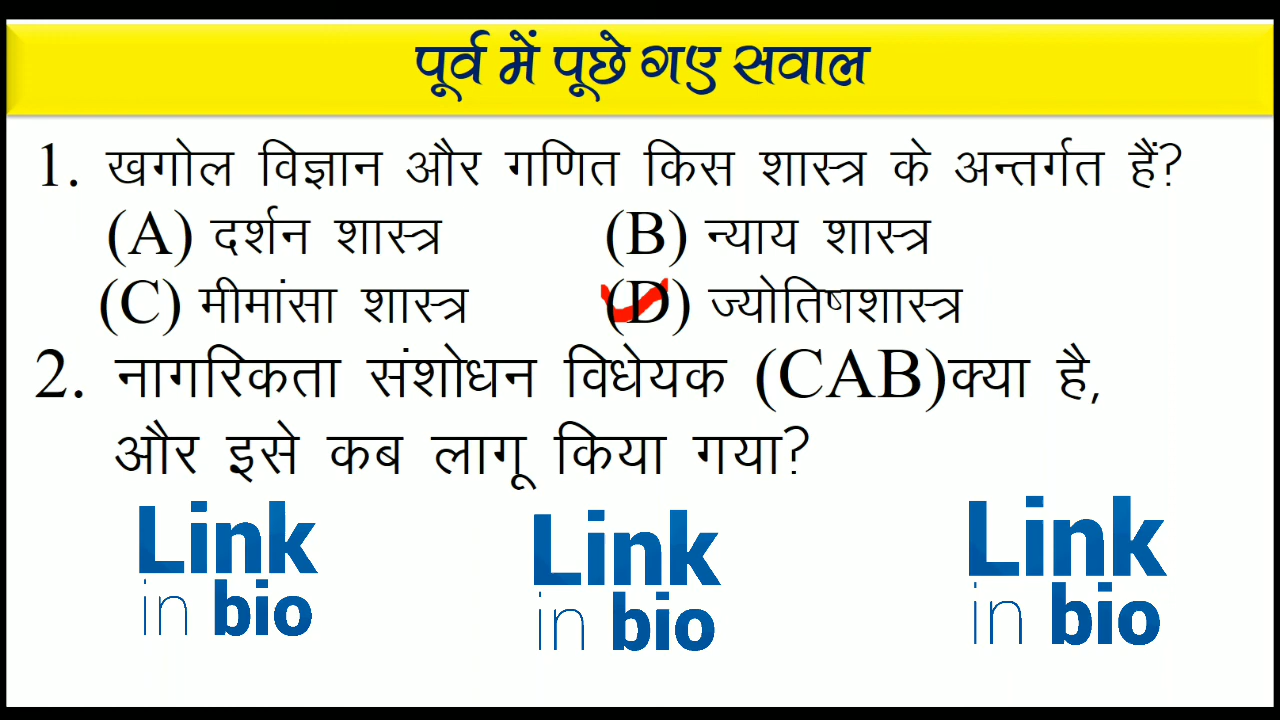 पूर्व में पूछे गए सवाल
1. खगोल विज्ञान और गणित किस शास्त्र के अन्तर्गत हैं?
(A) दर्शन शास्त्र (B) न्याय शास्त्र
(C) मीमांसा शास्त्र (D) ज्योतिषशास्त्र
2. नागरिकता संशोधन विधेयक (CAB)क्या है,
और इसे कब लागू किया गया?
Link Link Link
in bio in bio in bio